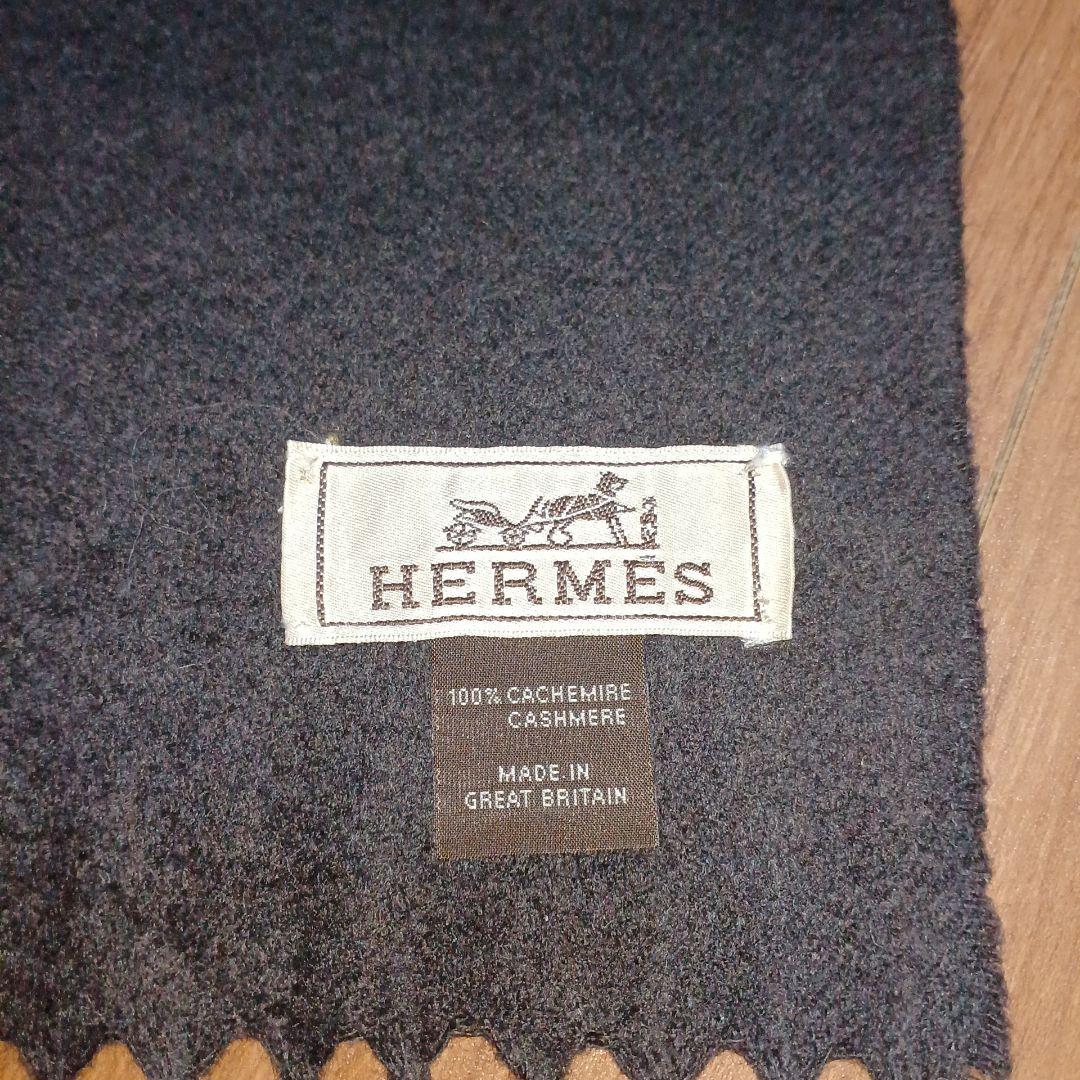 HERMÈS
100% CACHEMIRE
CASHMERE
MADE IN
GREAT BRITAIN